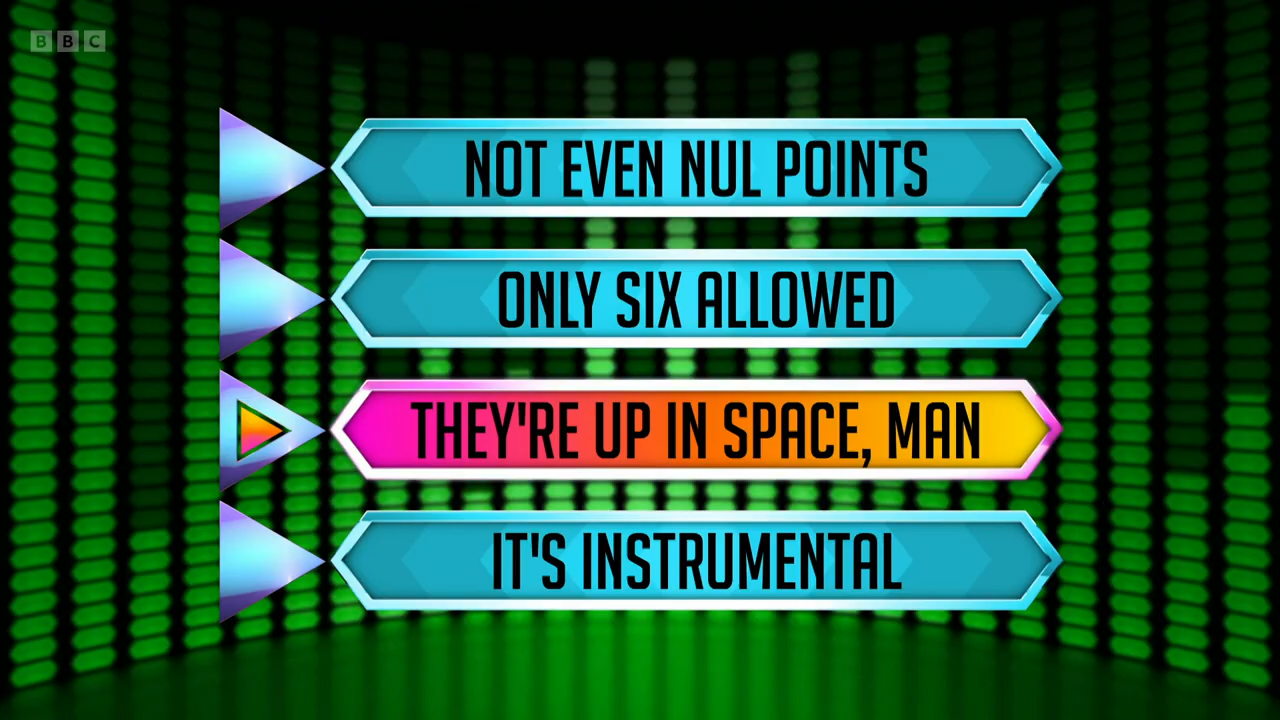 BBC
NOT EVEN NUL POINTS
ONLY SIX ALLOWED
THEY'RE UP IN SPACE, MAN
IT'S INSTRUMENTAL